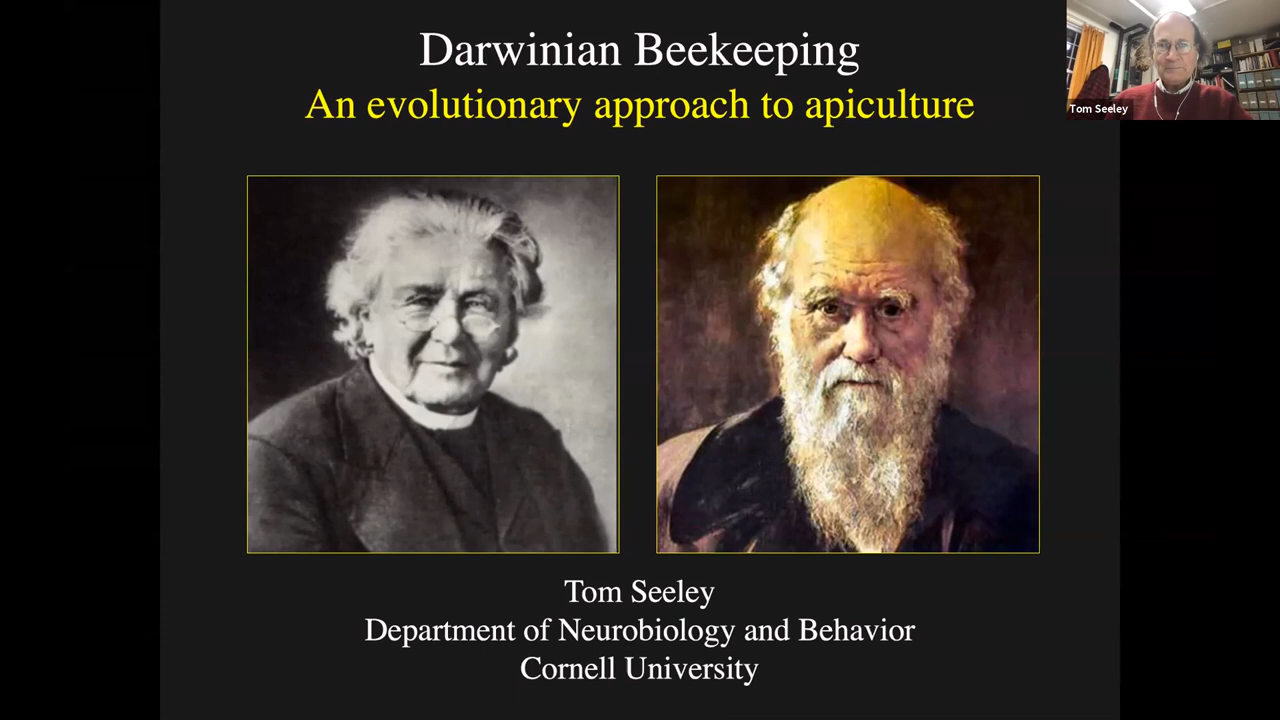 Darwinian Beekeeping
An evolutionary approach to apiculture
Tom Seeley
Tom Seeley
Department of Neurobiology and Behavior
Cornell University